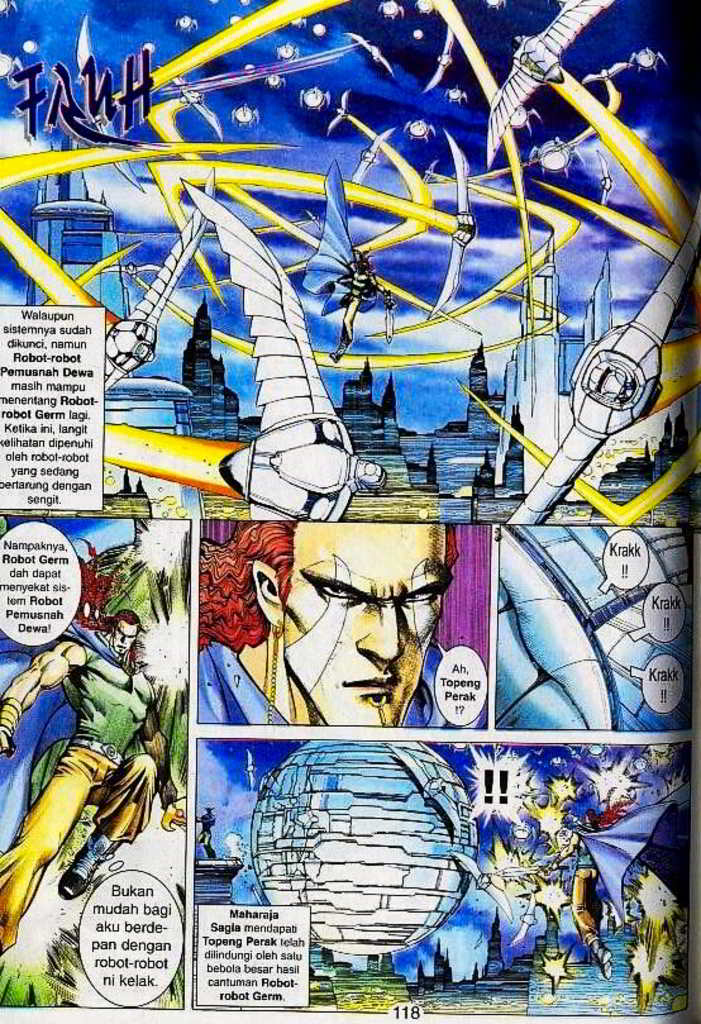 Walaupun
sistemnya sudah
dikunci, namun
Robot-robot
Pemusnah Dewa
masih mampu
menentang Robot-
robot Germ lagi.
Ketika ini, langit
kelihatan dipenuhi
oleh robot-robot
yang sedang
bertarung dengan
sengit.
Nampaknya,
Robot Germ
dah dapat
menyekat sis-
tem Robot
Pemusnah
Dewa!
Bukan
mudah bagi
aku berde-
pan dengan
robot-robot
ni kelak.
Ah,
Topeng
Perak
!?
Krakk
!!
Krakk
!!
Krakk
!!
!!
Maharaja
Sagia mendapati
Topeng Perak telah
dilindungi oleh satu
bebola besar hasil
cantuman Robot-
robot Germ.
118